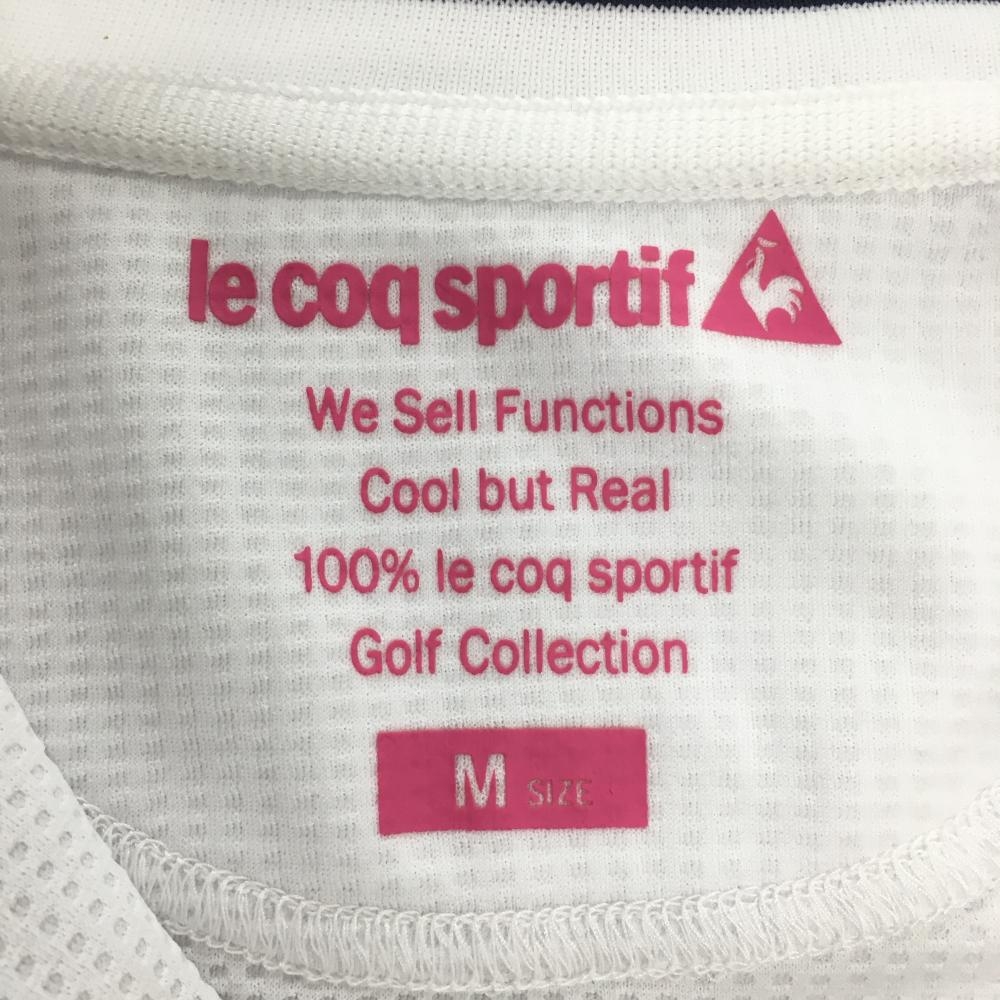 le coq sportif
We Sell Functions
Cool but Real
100% le coq sportif
Golf Collection
M SIZE